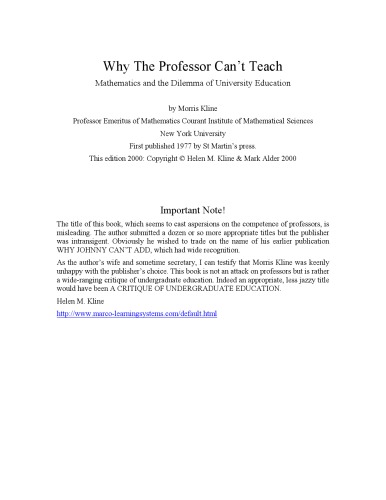 Why The Professor Can't Teach
Mathematics and the Dilemma of University Education
by Morris Kline
Professor Emeritus of Mathematics Courant Institute of Mathematical Sciences
New York University
First published 1977 by St Martin's press.
This edition 2000: Copyright © Helen M. Kline & Mark Alder 2000
Important Note!
The title of this book, which seems to cast aspersions on the competence of professors, is
misleading. The author submitted a dozen or so more appropriate titles but the publisher
was intransigent. Obviously he wished to trade on the name of his earlier publication
WHY JOHNNY CAN'T ADD, which had wide recognition.
As the author's wife and sometime secretary, I can testify that Morris Kline was keenly
unhappy with the publisher's choice. This book is not an attack on professors but is rather
a wide-ranging critique of undergraduate education. Indeed an appropriate, less jazzy title
would have been A CRITIQUE OF UNDERGRADUATE EDUCATION.
Helen M. Kline
http://www.marco-learningsystems.com/default.html